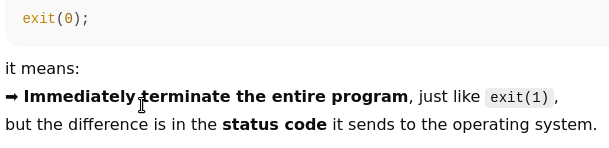 exit(0);
it means:
➡ Immediately terminate the entire program, just like exit(1),
but the difference is in the status code it sends to the operating system.